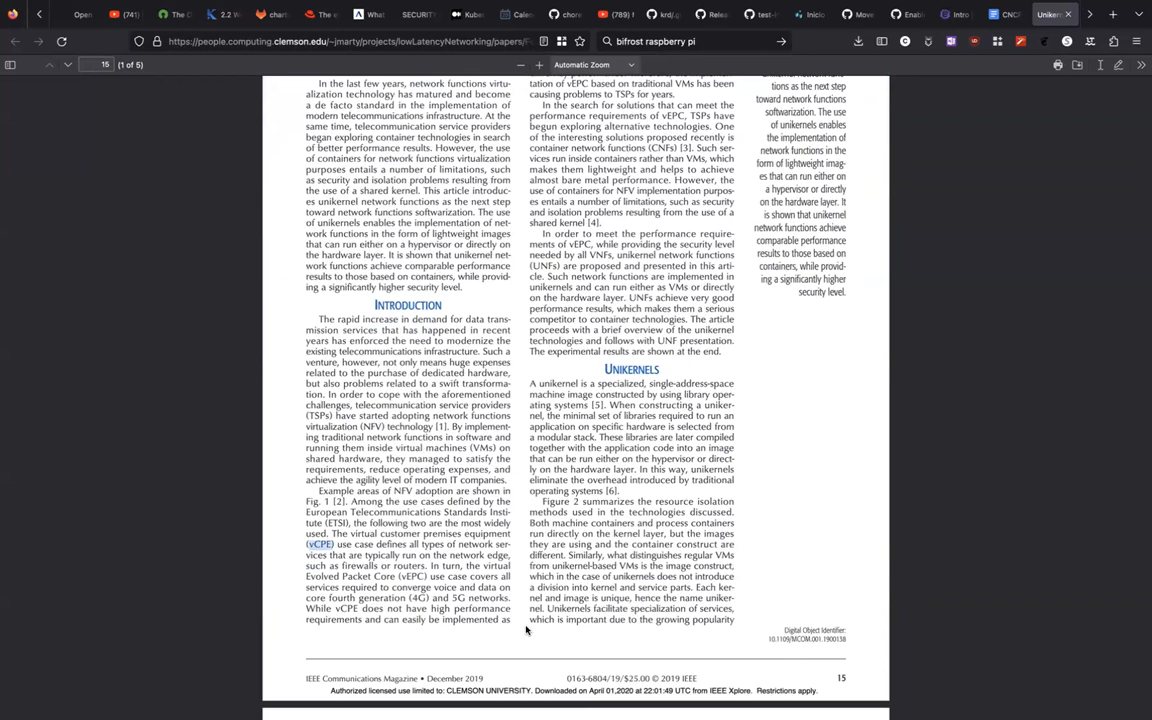 Open
(741)
The O
2.2 W
charts
The e
What
SECURITY
Kube
Calen
chore
(789) M
krd/.g
Relea
test-in
Inicio
Move
Enabl
Intro
CNCF
Unikern
https://people.computing.clemson.edu/~jmarty/projects/lowLatencyNetworking/papers/F
bifrost raspberry pi
15
(1 of 5)
Automatic Zoom
In the last few years, network functions virtu-
alization technology has matured and become
a de facto standard in the implementation of
modern telecommunications infrastructure. At the
same time, telecommunication service providers
began exploring container technologies in search
of better performance results. However, the use
of containers for network functions virtualization
purposes entails a number of limitations, such
as security and isolation problems resulting from
the use of a shared kernel. This article introduc-
es unikernel network functions as the next step
toward network functions softwarization. The use
of unikernels enables the implementation of net-
work functions in the form of lightweight images
that can run either on a hypervisor or directly on
the hardware layer. It is shown that unikernel net-
work functions achieve comparable performance
results to those based on containers, while provid-
ing a significantly higher security level.
INTRODUCTION
The rapid increase in demand for data trans-
mission services that has happened in recent
years has enforced the need to modernize the
existing telecommunications infrastructure. Such a
venture, however, not only means huge expenses
related to the purchase of dedicated hardware,
but also problems related to a swift transforma-
tion. In order to cope with the aforementioned
challenges, telecommunication service providers
(TSPs) have started adopting network functions
virtualization (NFV) technology [1]. By implement-
ing traditional network functions in software and
running them inside virtual machines (VMs) on
shared hardware, they managed to satisfy the
requirements, reduce operating expenses, and
achieve the agility level of modern IT companies.
Example areas of NFV adoption are shown in
Fig. 1 [2]. Among the use cases defined by the
European Telecommunications Standards Insti-
tute (ETSI), the following two are the most widely
used. The virtual customer premises equipment
(vCPE) use case defines all types of network ser-
vices that are typically run on the network edge,
such as firewalls or routers. In turn, the virtual
Evolved Packet Core (vEPC) use case covers all
services required to converge voice and data on
core fourth generation (4G) and 5G networks.
While vCPE does not have high performance
requirements and can easily be implemented as
tation of vEPC based on traditional VMs has been
causing problems to TSPs for years.
In the search for solutions that can meet the
performance requirements of vEPC, TSPs have
begun exploring alternative technologies. One
of the interesting solutions proposed recently is
container network functions (CNFs) [3]. Such ser-
vices run inside containers rather than VMs, which
makes them lightweight and helps to achieve
almost bare metal performance. However, the
use of containers for NFV implementation purpos-
es entails a number of limitations, such as security
and isolation problems resulting from the use of a
shared kernel [4].
In order to meet the performance require-
ments of vEPC, while providing the security level
needed by all VNFs, unikernel network functions
(UNFs) are proposed and presented in this arti-
cle. Such network functions are implemented in
unikernels and can run either as VMs or directly
on the hardware layer. UNFs achieve very good
performance results, which makes them a serious
competitor to container technologies. The article
proceeds with a brief overview of the unikernel
technologies and follows with UNF presentation.
The experimental results are shown at the end.
UNIKERNELS
A unikernel is a specialized, single-address-space
machine image constructed by using library oper-
ating systems [5]. When constructing a uniker-
nel, the minimal set of libraries required to run an
application on specific hardware is selected from
a modular stack. These libraries are later compiled
together with the application code into an image
that can be run either on the hypervisor or direct-
ly on the hardware layer. In this way, unikernels
eliminate the overhead introduced by traditional
operating systems [6].
Figure 2 summarizes the resource isolation
methods used in the technologies discussed.
Both machine containers and process containers
run directly on the kernel layer, but the images
they are using and the container construct are
different. Similarly, what distinguishes regular VMs
from unikernel-based VMs is the image construct,
which in the case of unikernels does not introduce
a division into kernel and service parts. Each ker-
nel and image is unique, hence the name uniker-
nel. Unikernels facilitate specialization of services,
which is important due to the growing popularity
tions as the next step
toward network functions
softwarization. The use
of unikernels enables
the implementation of
network functions in the
form of lightweight imag-
es that can run either on
a hypervisor or directly
on the hardware layer. It
is shown that unikernel
network functions achieve
comparable performance
results to those based on
containers, while provid-
ing a significantly higher
security level.
Digital Object Identifier:
10.1109/MCOM.001.1900138
IEEE Communications Magazine • December 2019
0163-6804/19/$25.00 © 2019 IEEE
15
Authorized licensed use limited to: CLEMSON UNIVERSITY. Downloaded on April 01,2020 at 22:01:49 UTC from IEEE Xplore. Restrictions apply.